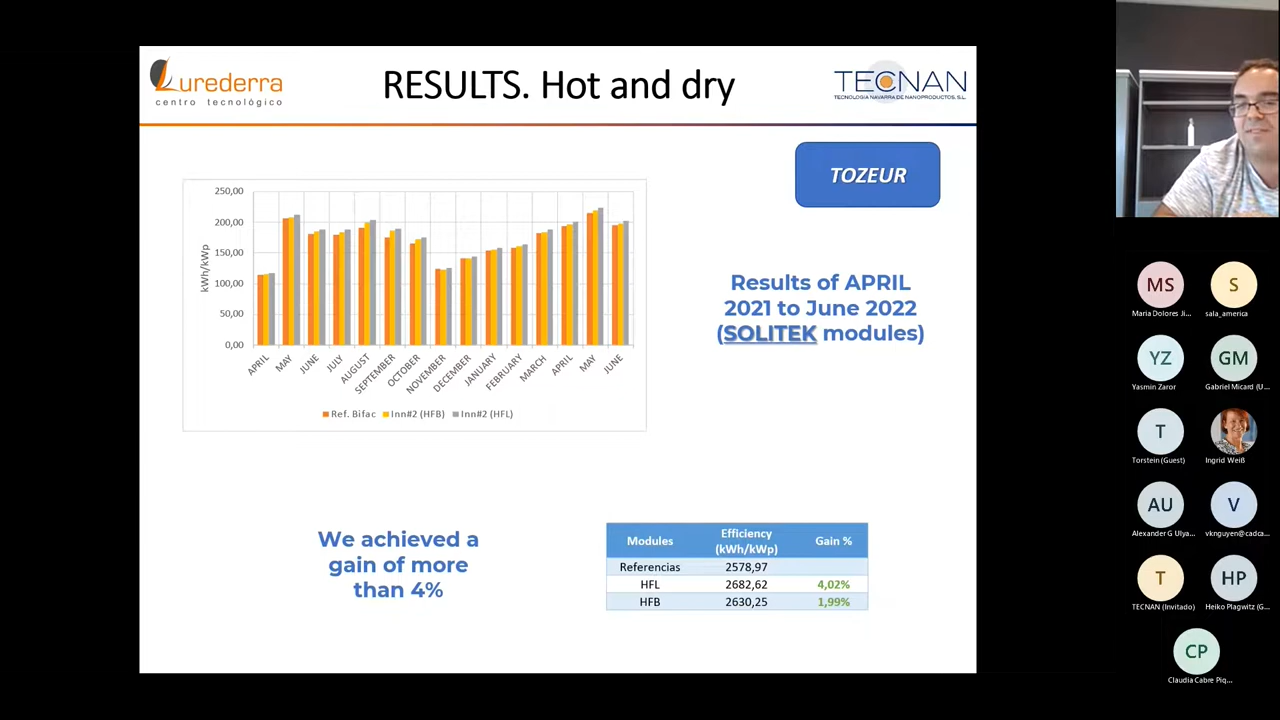 Lurederra
centro tecnológico
RESULTS. Hot and dry
TECNAN
TECNOLOGÍA NAVARRA DE NANOPRODUCTOS, S.L.
TOZEUR
250,00
200,00
150,00
100,00
50,00
0,00
kWh/kWp
APRIL
MAY
JUNE
JULY
AUGUST
SEPTEMBER
OCTOBER
NOVEMBER
DECEMBER
JANUARY
FEBRUARY
MARCH
APRIL
MAY
JUNE
Ref. Bifac Inn#2 (HFB) Inn#2 (HFL)
Results of APRIL
2021 to June 2022
(SOLITEK modules)
We achieved a
gain of more
than 4%
Modules Efficiency (kWh/kWp) Gain %
Referencias 2578,97
HFL 2682,62 4,02%
HFB 2630,25 1,99%
MS S
Maria Dolores Ji... sala_america
YZ GM
Yasmin Zaror Gabriel Micard (U...
T
Torstein (Guest) Ingrid Weiß
AU V
Alexander G Ulya... vknguyen@cadca...
T HP
TECNAN (Invitado) Heiko Plagwitz (G...
CP
Claudia Cabre Piq...